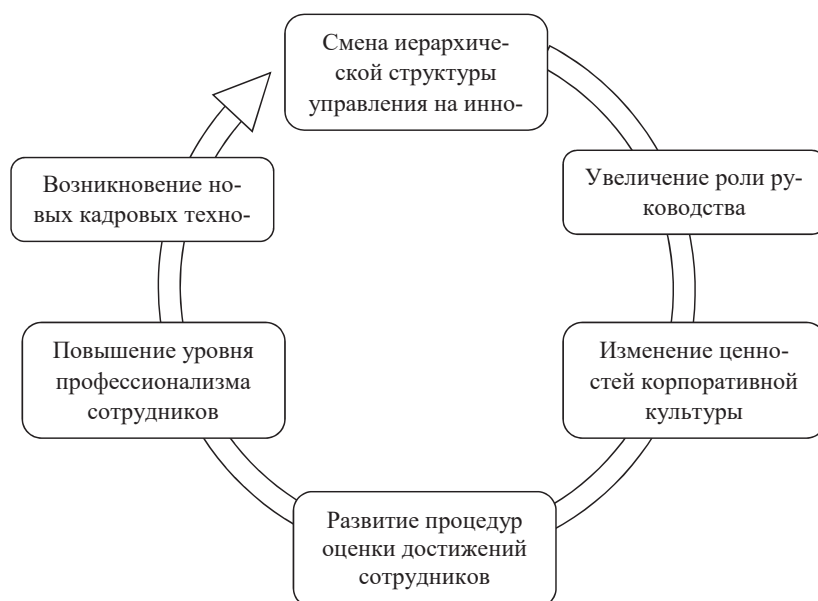 Смена иерархиче-
ской структуры
управления на инно-
Увеличение роли ру-
ководства
Изменение ценно-
стей корпоративной
культуры
Развитие процедур
оценки достижений
сотрудников
Повышение уровня
профессионализма
сотрудников
Возникновение но-
вых кадровых техно-